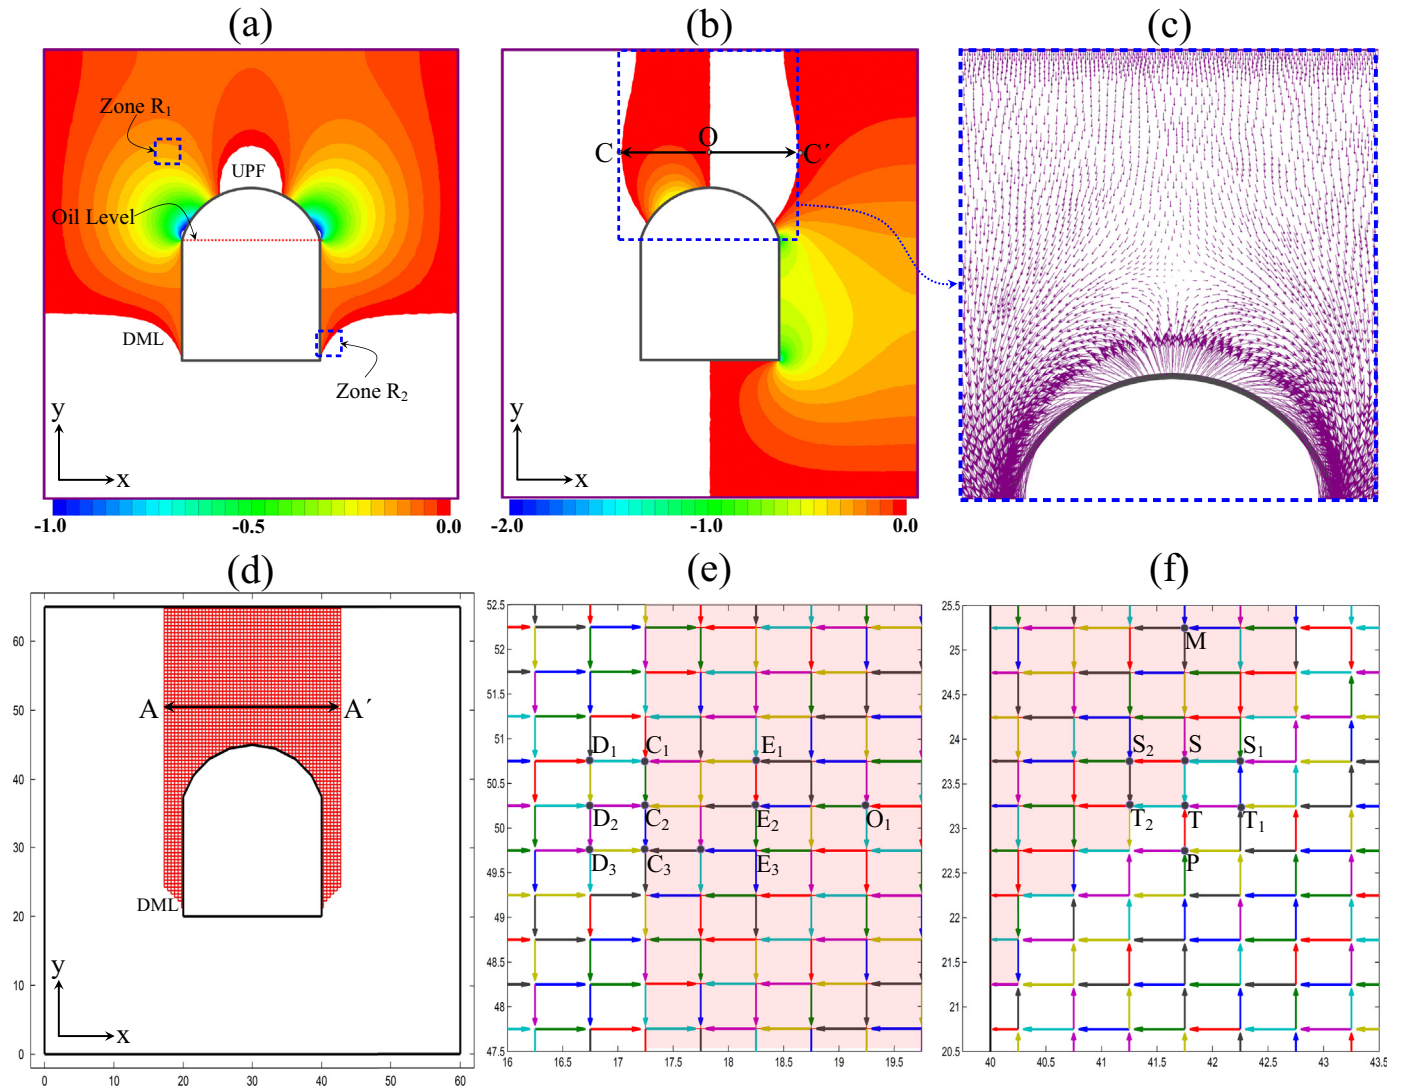 (a)
Zone R₁
UPF
Oil Level
DML
Zone R₂
y
x
-1.0 -0.5 0.0
(b)
O
C C´
y
x
-2.0 -1.0 0.0
(c)
(d)
60
50
40
30
20
10
0
A A´
DML
y
x
0 10 20 30 40 50 60
(e)
52.5
52
51.5
51
50.5
50
49.5
49
48.5
48
47.5
D₁ C₁ E₁
D₂ C₂ E₂ O₁
D₃ C₃ E₃
16 16.5 17 17.5 18 18.5 19 19.5
(f)
25.5
25
24.5
24
23.5
23
22.5
22
21.5
21
20.5
M
S₂ S S₁
T₂ T T₁
P
40 40.5 41 41.5 42 42.5 43 43.5